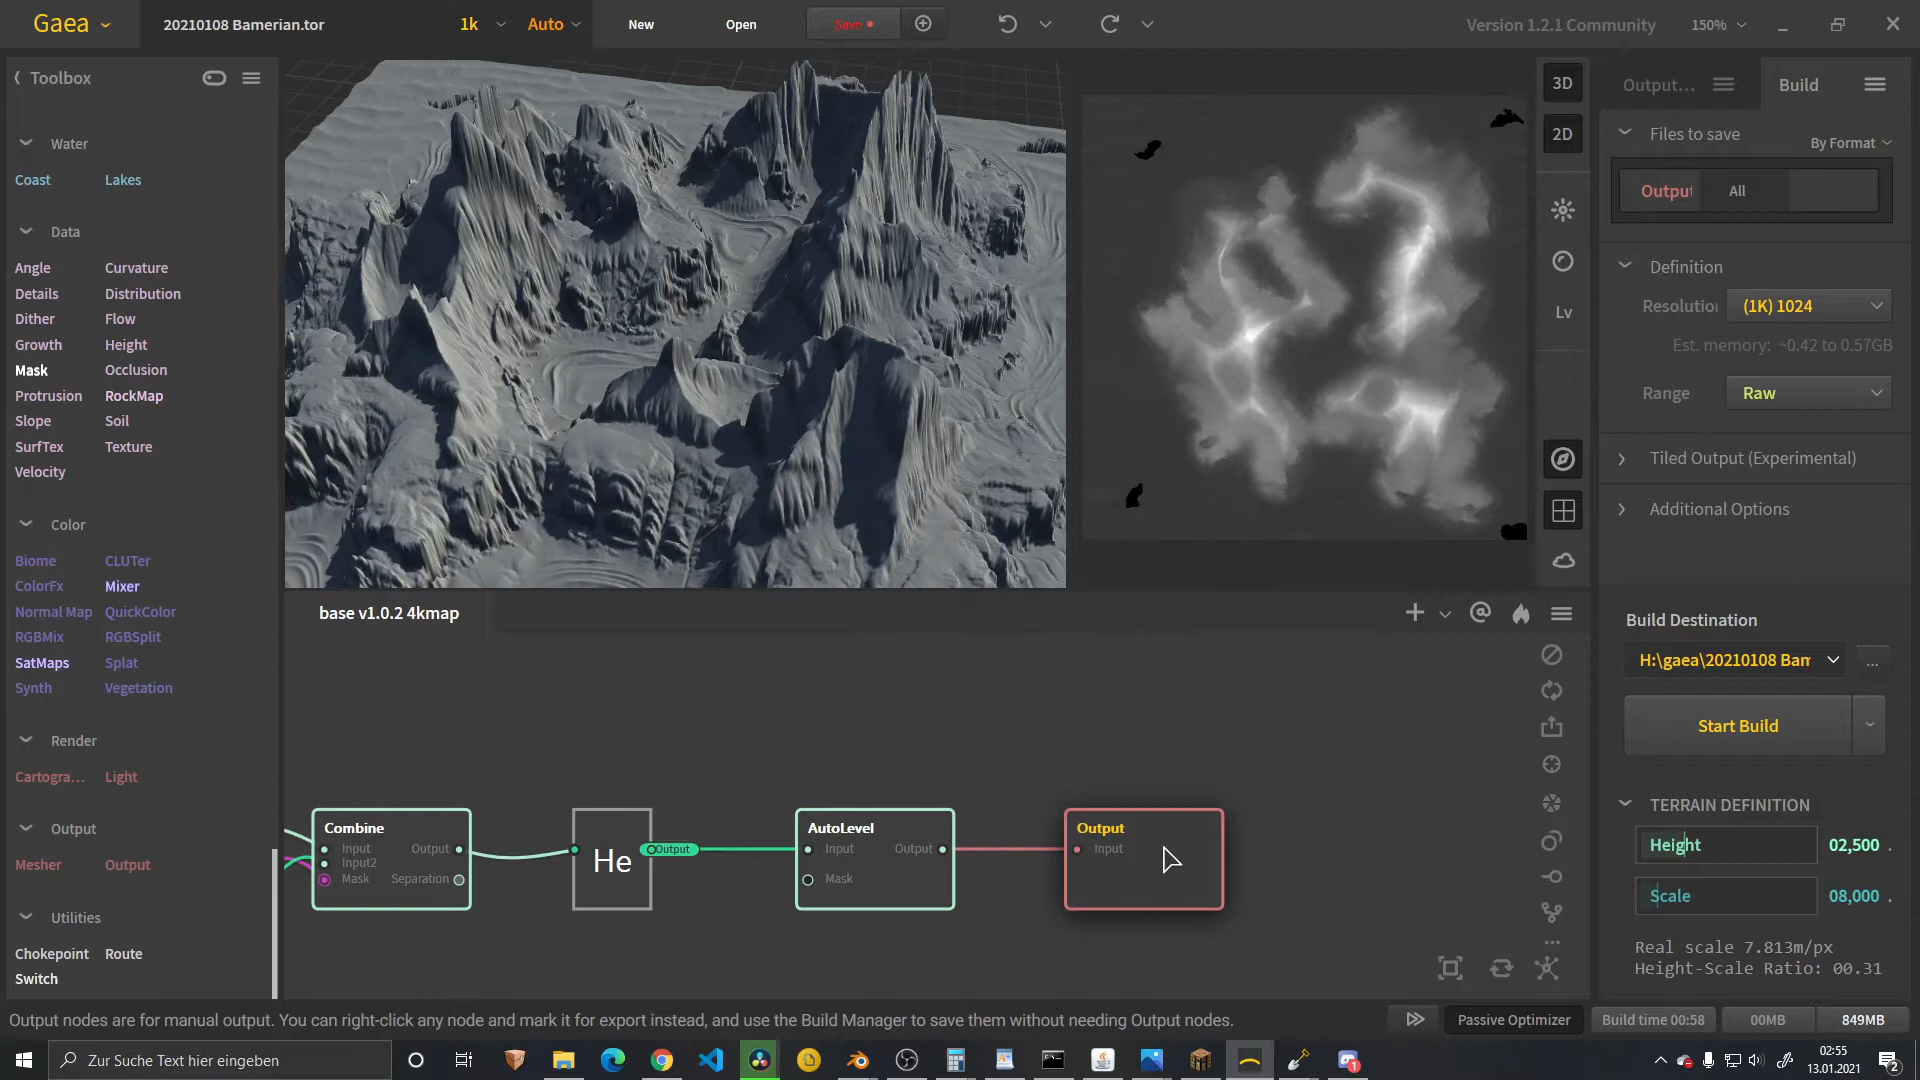 Gaea
20210108 Bamerian.tor
1k
Auto
New
Open
Version 1.2.1 Community
150%
Toolbox
Water
Coast Lakes
Data
Angle Curvature
Details Distribution
Dither Flow
Growth Height
Mask Occlusion
Protrusion RockMap
Slope Soil
SurfTex Texture
Velocity
Color
Biome CLUTer
ColorFx Mixer
Normal Map QuickColor
RGBMix RGBSplit
SatMaps Splat
Synth Vegetation
Render
Cartogra... Light
Output
Mesher Output
Utilities
Chokepoint Route
Switch
3D
2D
Lv
base v1.0.2 4kmap
Combine
Input Output
Input2
Mask Separation
He
Output
AutoLevel
Input Output
Mask
Output
Input
Output... Build
Files to save
By Format
Output All
Definition
Resolution (1K) 1024
Est. memory: ~0.42 to 0.57GB
Range Raw
Tiled Output (Experimental)
Additional Options
Build Destination
H:\gaea\20210108 Bam
...
Start Build
TERRAIN DEFINITION
Height 02,500 .
Scale 08,000 .
Real scale 7.813m/px
Height-Scale Ratio: 00.31
Output nodes are for manual output. You can right-click any node and mark it for export instead, and use the Build Manager to save them without needing Output nodes.
Passive Optimizer
Build time 00:58
00MB
849MB
Zur Suche Text hier eingeben
1
02:55
13.01.2021
2